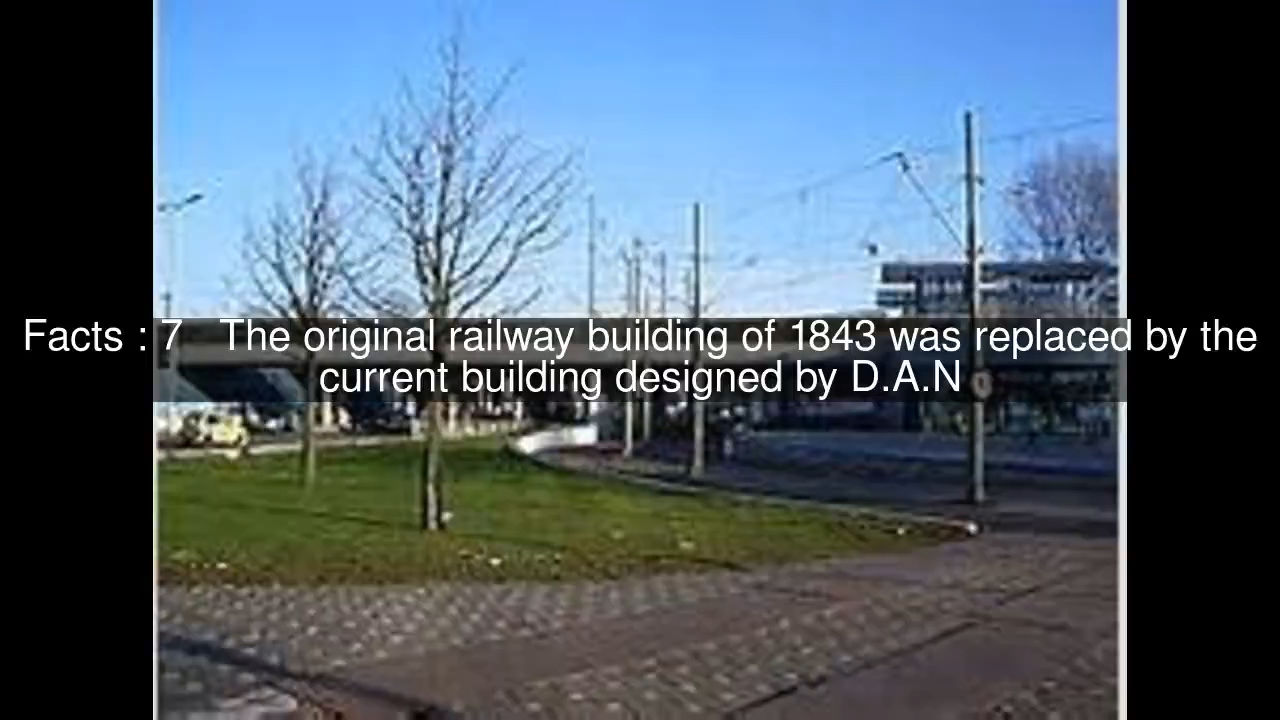 Facts : 7 The original railway building of 1843 was replaced by the
current building designed by D.A.N